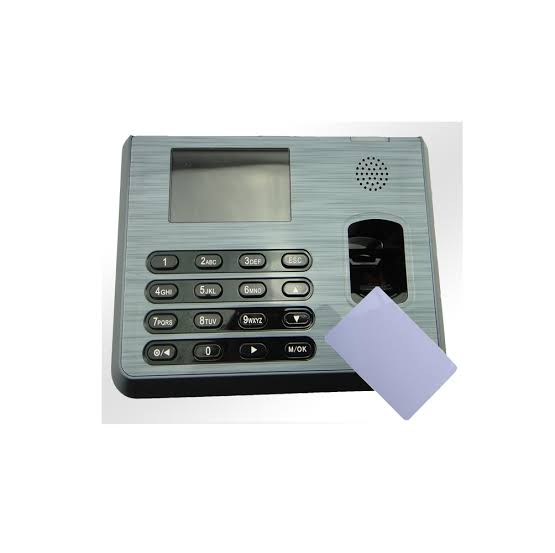 1 2ABC 3DEF ESC
4GHI 5JKL 6MNO ▲
7PQRS 8TUV 9WXYZ ▼
⊙/◀ 0 ▶ M/OK